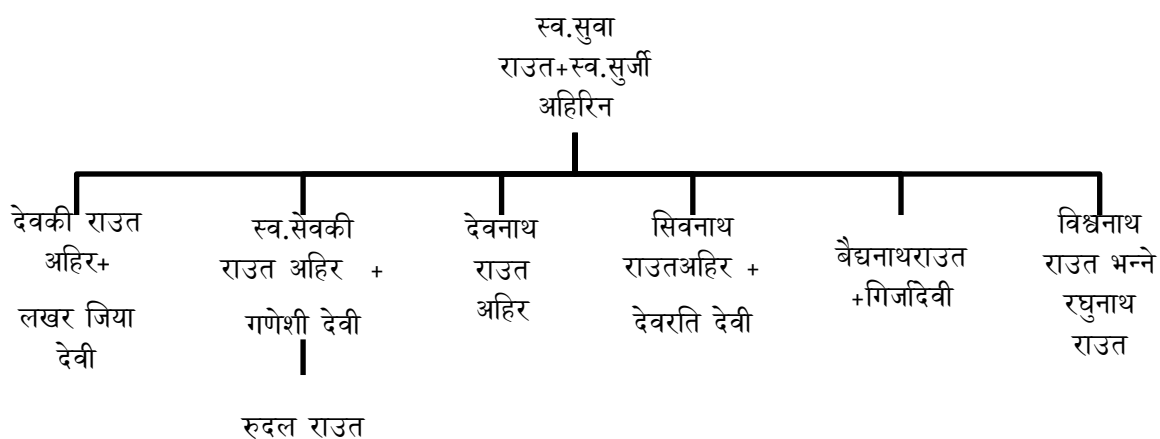 स्व.सुवा
राउत+स्व.सुर्जी
अहिरिन
देवकी राउत
अहिर+
लखर जिया
देवी
स्व.सेवकी
राउत अहिर +
गणेशी देवी
रुदल राउत
देवनाथ
राउत
अहिर
सिवनाथ
राउतअहिर +
देवरति देवी
बैद्यनाथराउत
+गिर्जादेवी
विश्वनाथ
राउत भन्ने
रघुनाथ
राउत